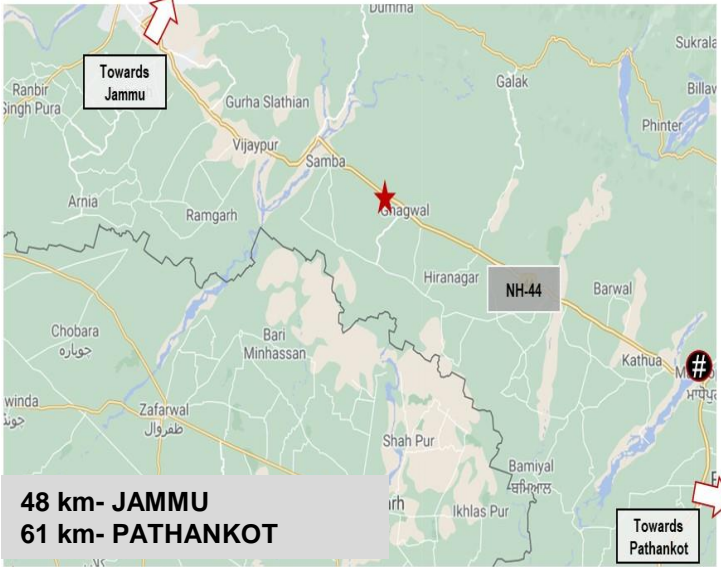 Dumma
Towards
Jammu
Sukrala
Ranbir
Singh Pura
Gurha Slathian
Galak
Billaw
Phinter
Vijaypur
Samba
Arnia
Ramgarh
Ghagwal
Hiranagar
NH-44
Barwal
Chobara
چوبارہ
Bari
Minhassan
Kathua
#
Zafarwal
ظفروال
Shah Pur
Bamiyal
ਬਮਿਆਲ
Ikhlas Pur
48 km- JAMMU
61 km- PATHANKOT
Towards
Pathankot